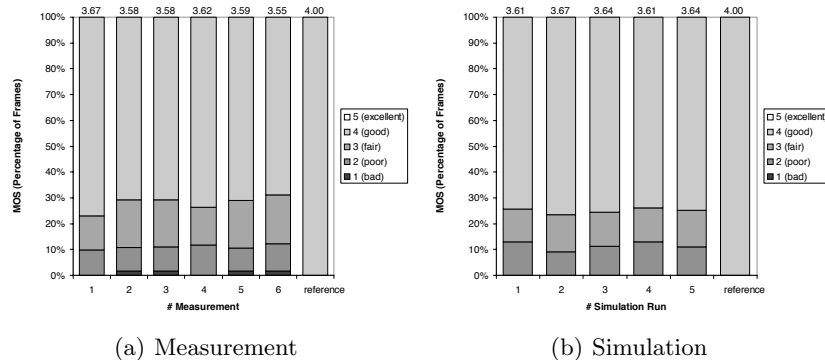 3.67 3.58 3.58 3.62 3.59 3.55 4.00
100%
90%
80%
70%
60%
50%
40%
30%
20%
10%
0%
MOS (Percentage of Frames)
1 2 3 4 5 6 reference
# Measurement
5 (excellent)
4 (good)
3 (fair)
2 (poor)
1 (bad)
(a) Measurement
3.61 3.67 3.64 3.61 3.64 4.00
100%
90%
80%
70%
60%
50%
40%
30%
20%
10%
0%
MOS (Percentage of Frames)
1 2 3 4 5 reference
# Simulation Run
5 (excellent)
4 (good)
3 (fair)
2 (poor)
1 (bad)
(b) Simulation